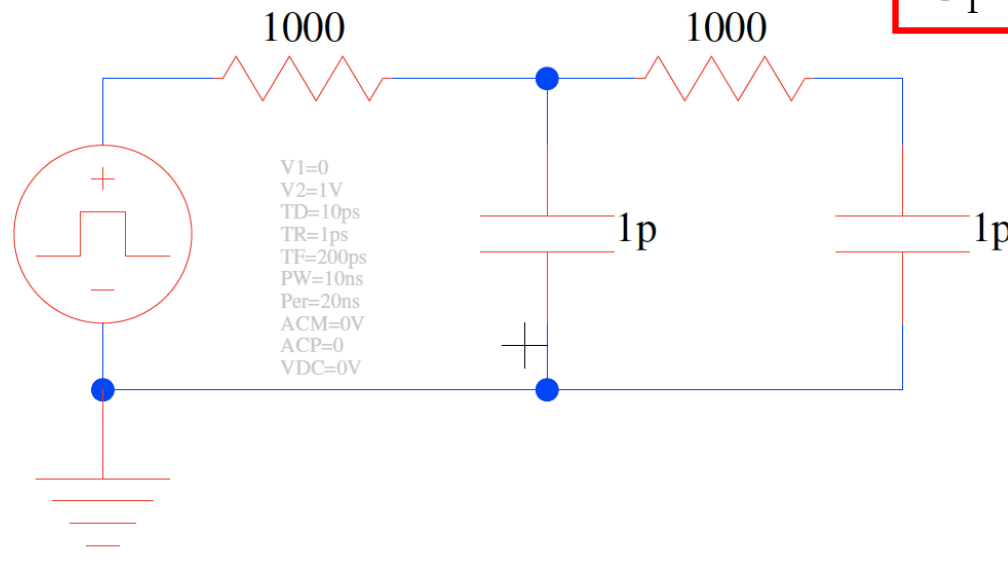 1000
1000
V1=0
V2=1V
TD=10ps
TR=1ps
TF=200ps
PW=10ns
Per=20ns
ACM=0V
ACP=0
VDC=0V
1p
1p